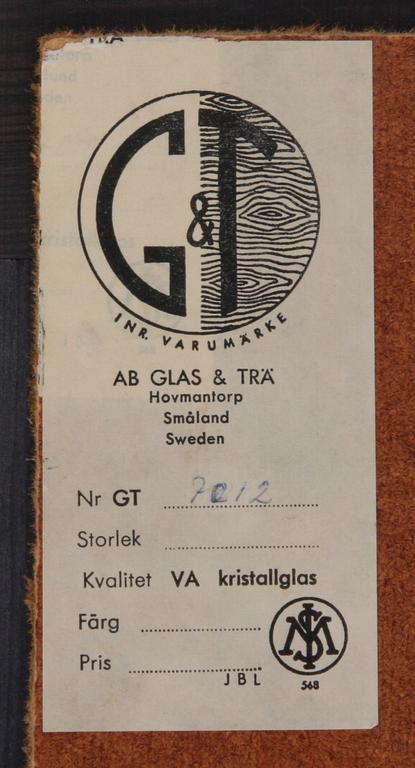 G&T
INR. VARUMÄRKE
AB GLAS & TRÄ
Hovmantorp
Småland
Sweden
Nr GT 7012
Storlek
Kvalitet VA kristallglas
Färg
Pris
JBL
568